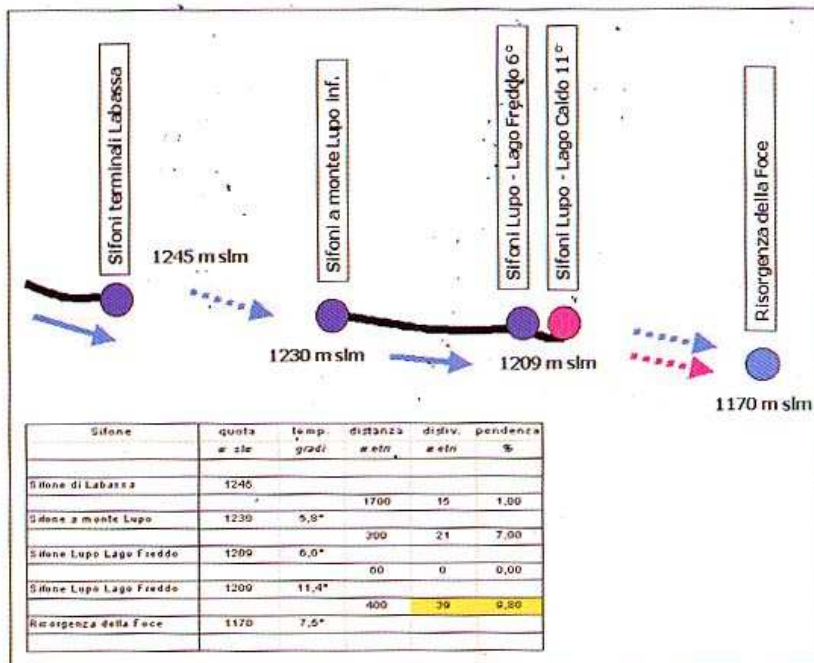 Sifoni terminali Labassa
Sifoni a monte Lupo Inf.
Sifoni Lupo - Lago Freddo 6°
Sifoni Lupo - Lago Caldo 11°
Risorgenza della Foce
1245 m slm
1230 m slm
1209 m slm
1170 m slm
Sifone quota temp. distanza disliv. pendenza
m slm gradi metri metri %
Sifone di Labassa 1245
1700 15 1,00
Sifone a monte Lupo 1230 5,8°
300 21 7,00
Sifone Lupo Lago Freddo 1209 6,0°
60 0 0,00
Sifone Lupo Lago Freddo 1209 11,4°
400 39 9,80
Risorgenza della Foce 1170 7,5°